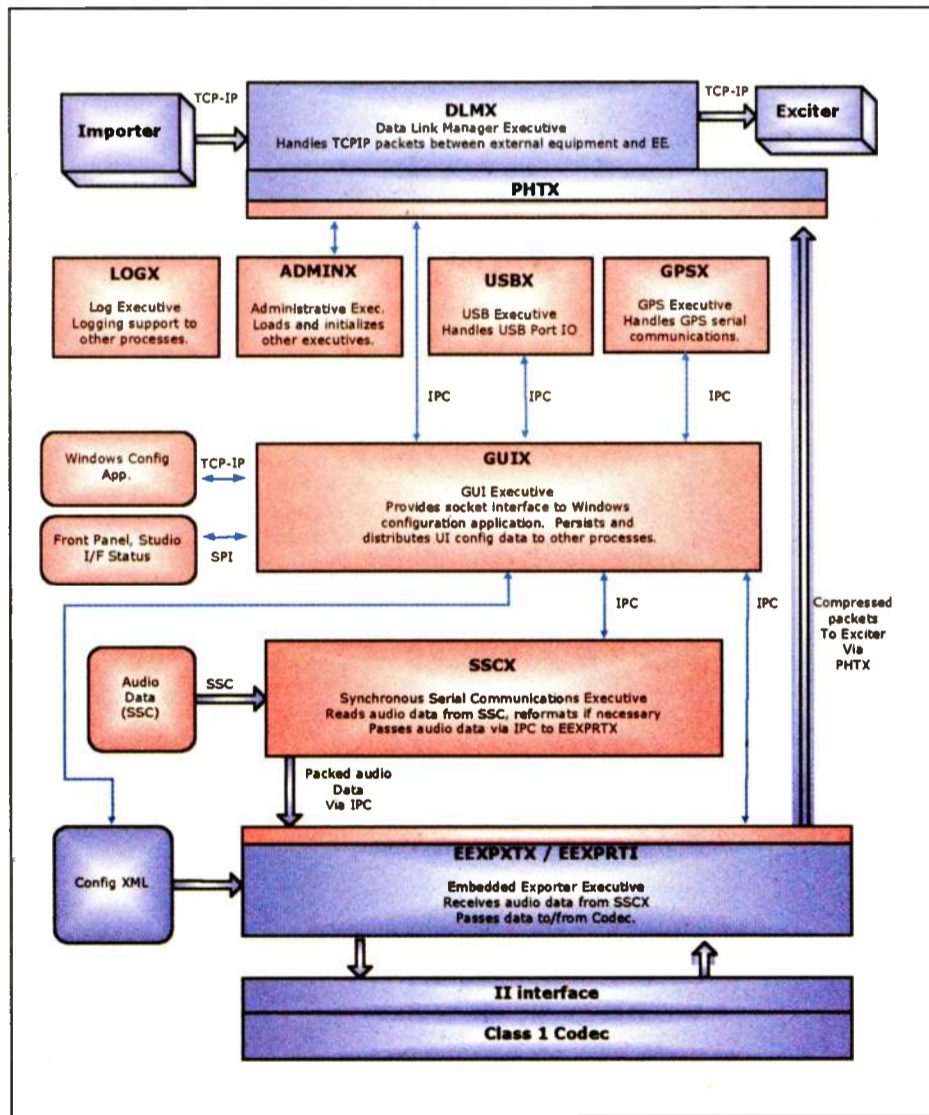 TCP-IP
Importer
DLMX
Data Link Manager Executive
Handles TCPIP packets between external equipment and EE.
TCP-IP
Exciter
PHTX
LOGX
Log Executive
Logging support to
other processes.
ADMINX
Administrative Exec.
Loads and initializes
other executives.
USBX
USB Executive
Handles USB Port IO
GPSX
GPS Executive
Handles GPS serial
communications.
IPC
IPC
IPC
Windows Config
App.
TCP-IP
Front Panel, Studio
I/F Status
SPI
GUIX
GUI Executive
Provides socket interface to Windows
configuration application. Persists and
distributes UI config data to other processes.
IPC
IPC
Compressed
packets
To Exciter
Via
PHTX
Audio
Data
(SSC)
SSC
SSCX
Synchronous Serial Communications Executive
Reads audio data from SSC, reformats if necessary
Passes audio data via IPC to EEXPRTX
Packed audio
Data
Via IPC
Config XML
EEXPXTX / EEXPRTI
Embedded Exporter Executive
Receives audio data from SSCX
Passes data to/from Codec.
II interface
Class 1 Codec